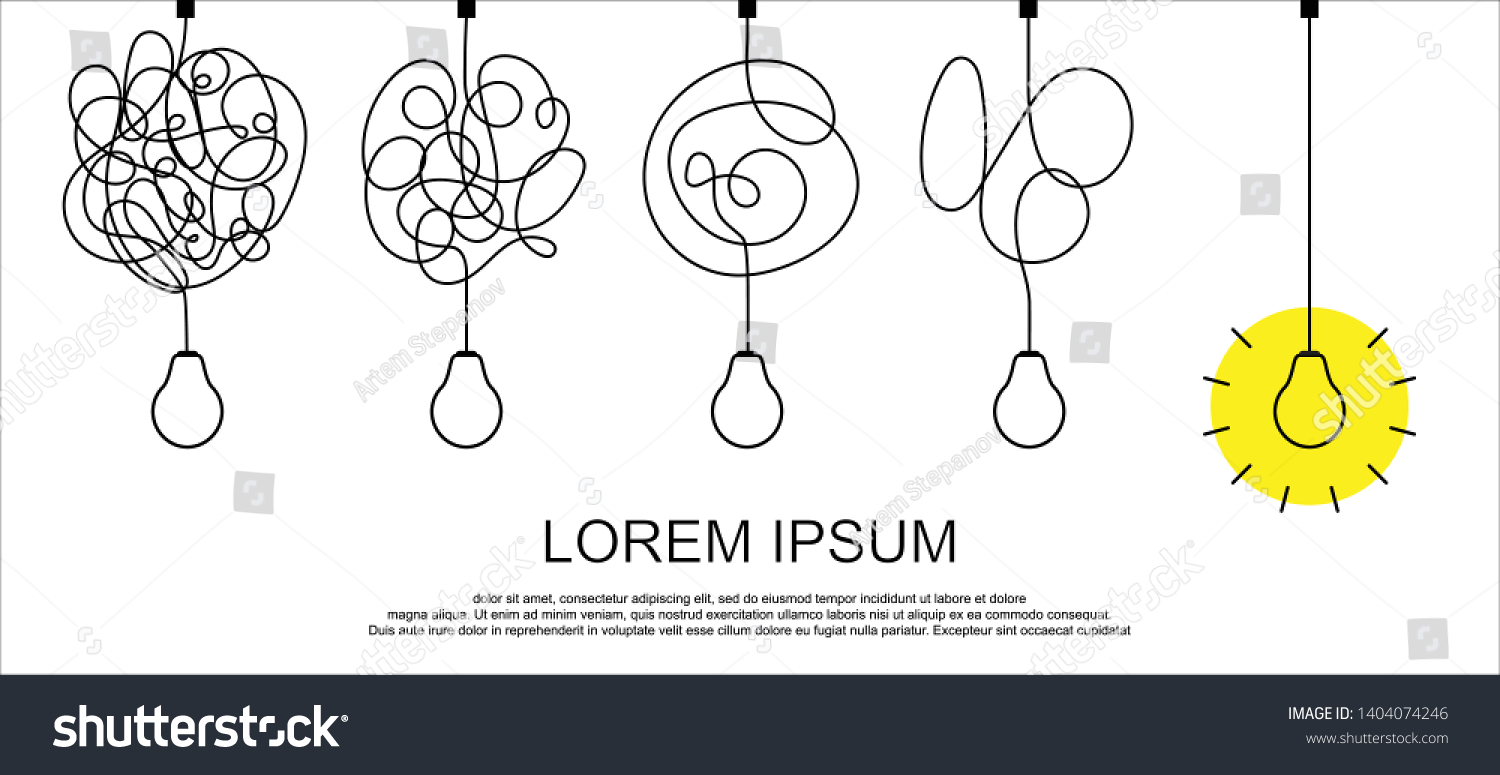 LOREM IPSUM
dolor sit amet, consectetur adipiscing elit, sed do eiusmod tempor incididunt ut labore et dolore
magna aliqua. Ut enim ad minim veniam, quis nostrud exercitation ullamco laboris nisi ut aliquip ex ea commodo consequat.
Duis aute irure dolor in reprehenderit in voluptate velit esse cillum dolore eu fugiat nulla pariatur. Excepteur sint occaecat cupidatat
shutterstock
Artem Stepanov
Artem Stepanov
shutterstock®
IMAGE ID: 1404074246
www.shutterstock.com